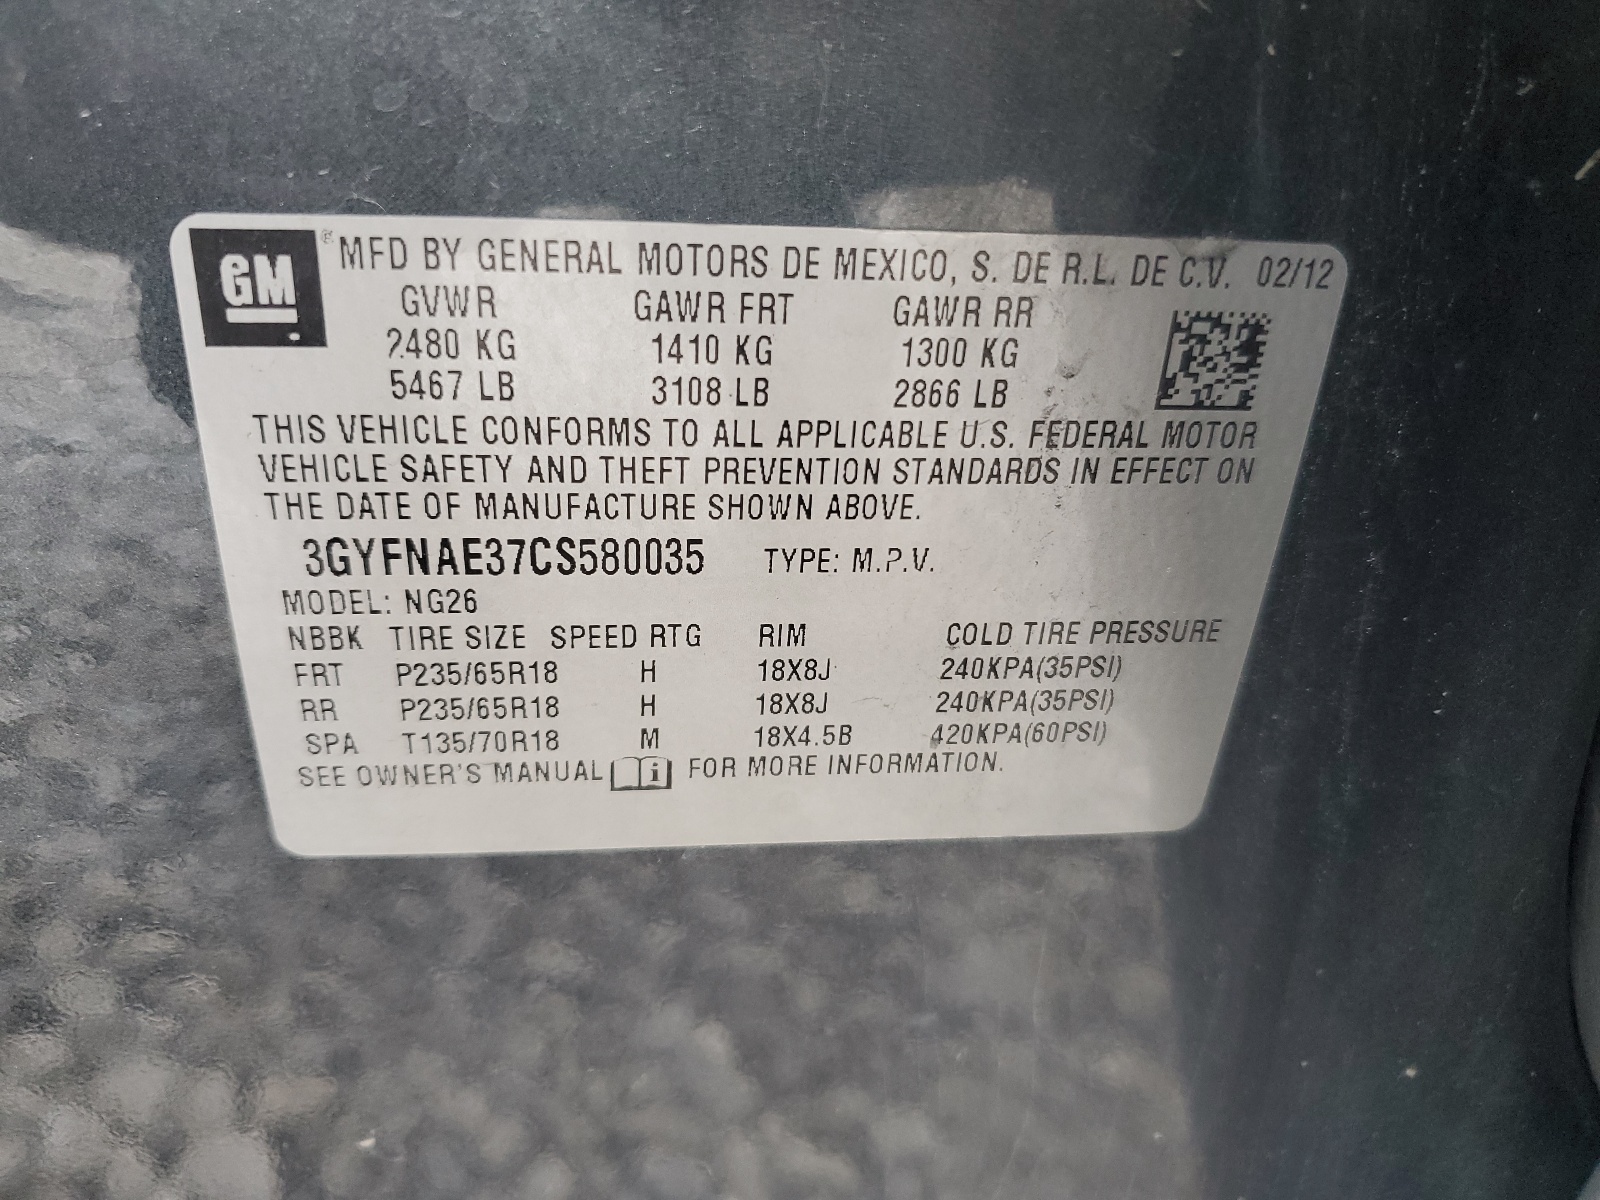 GM ® MFD BY GENERAL MOTORS DE MEXICO, S. DE R.L. DE C.V. 02/12
GVWR GAWR FRT GAWR RR
2480 KG 1410 KG 1300 KG
5467 LB 3108 LB 2866 LB
THIS VEHICLE CONFORMS TO ALL APPLICABLE U.S. FEDERAL MOTOR
VEHICLE SAFETY AND THEFT PREVENTION STANDARDS IN EFFECT ON
THE DATE OF MANUFACTURE SHOWN ABOVE.
3GYFNAE37CS580035 TYPE: M.P.V.
MODEL: NG26
NBBK TIRE SIZE SPEED RTG RIM COLD TIRE PRESSURE
FRT P235/65R18 H 18X8J 240KPA(35PSI)
RR P235/65R18 H 18X8J 240KPA(35PSI)
SPA T135/70R18 M 18X4.5B 420KPA(60PSI)
SEE OWNER'S MANUAL i FOR MORE INFORMATION.